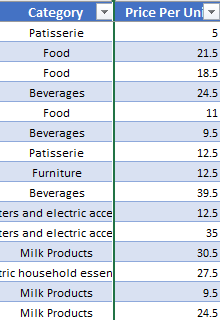 Category Price Per Uni
Patisserie 5
Food 21.5
Food 18.5
Beverages 24.5
Food 11
Beverages 9.5
Patisserie 12.5
Furniture 12.5
Beverages 39.5
ters and electric acce 12.5
ters and electric acce 35
Milk Products 30.5
tric household essen 27.5
Milk Products 9.5
Milk Products 24.5